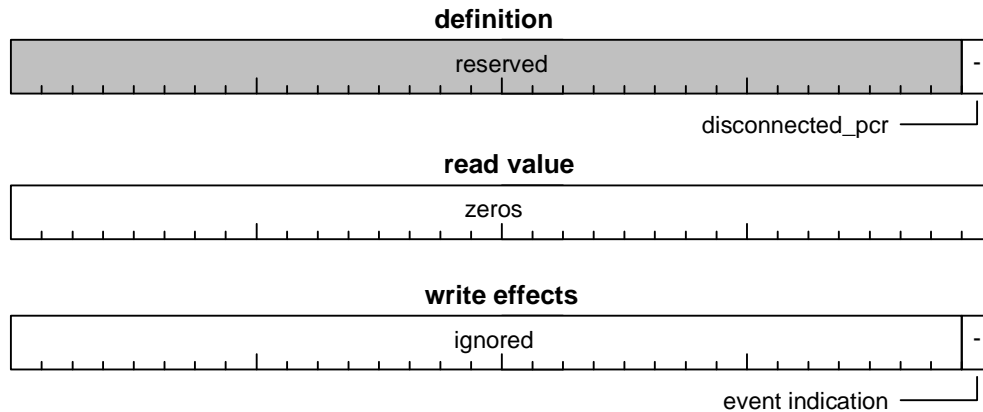 definition
reserved
-
disconnected_pcr
read value
zeros
write effects
ignored
-
event indication